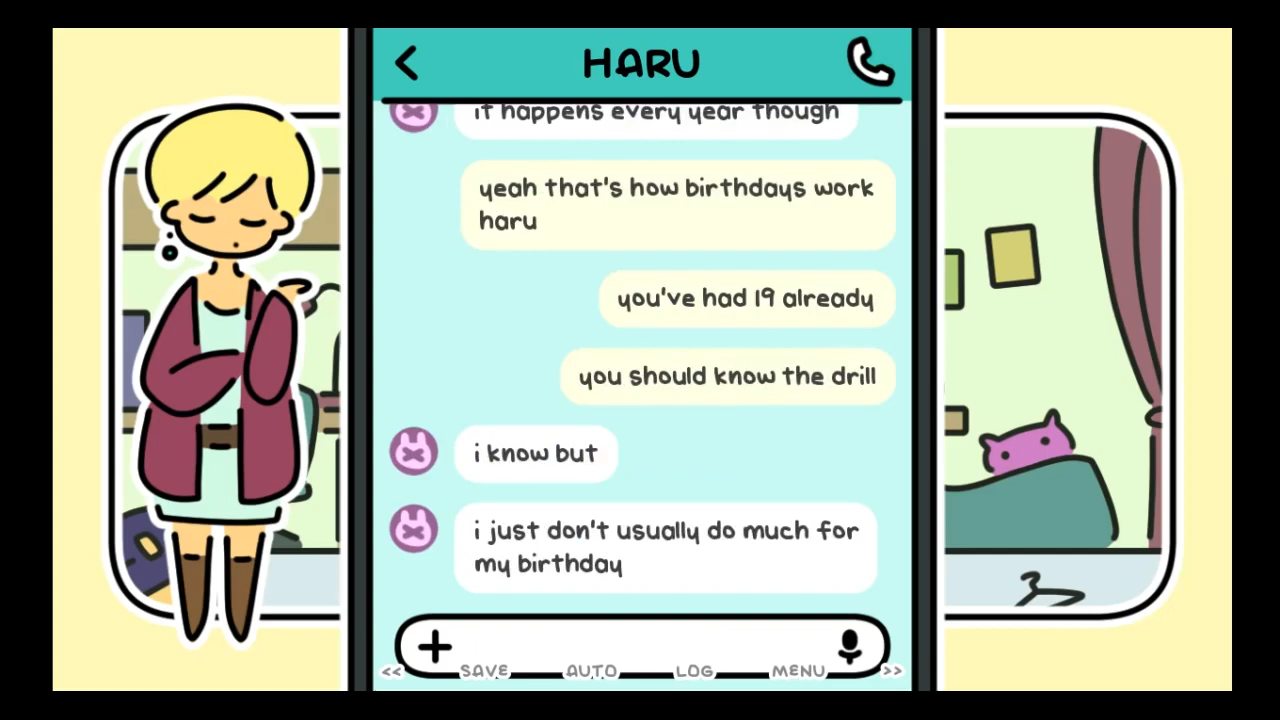 HARU
it happens every year though
yeah that's how birthdays work
haru
you've had 19 already
you should know the drill
i know but
i just don't usually do much for
my birthday
<< SAVE AUTO LOG MENU >>